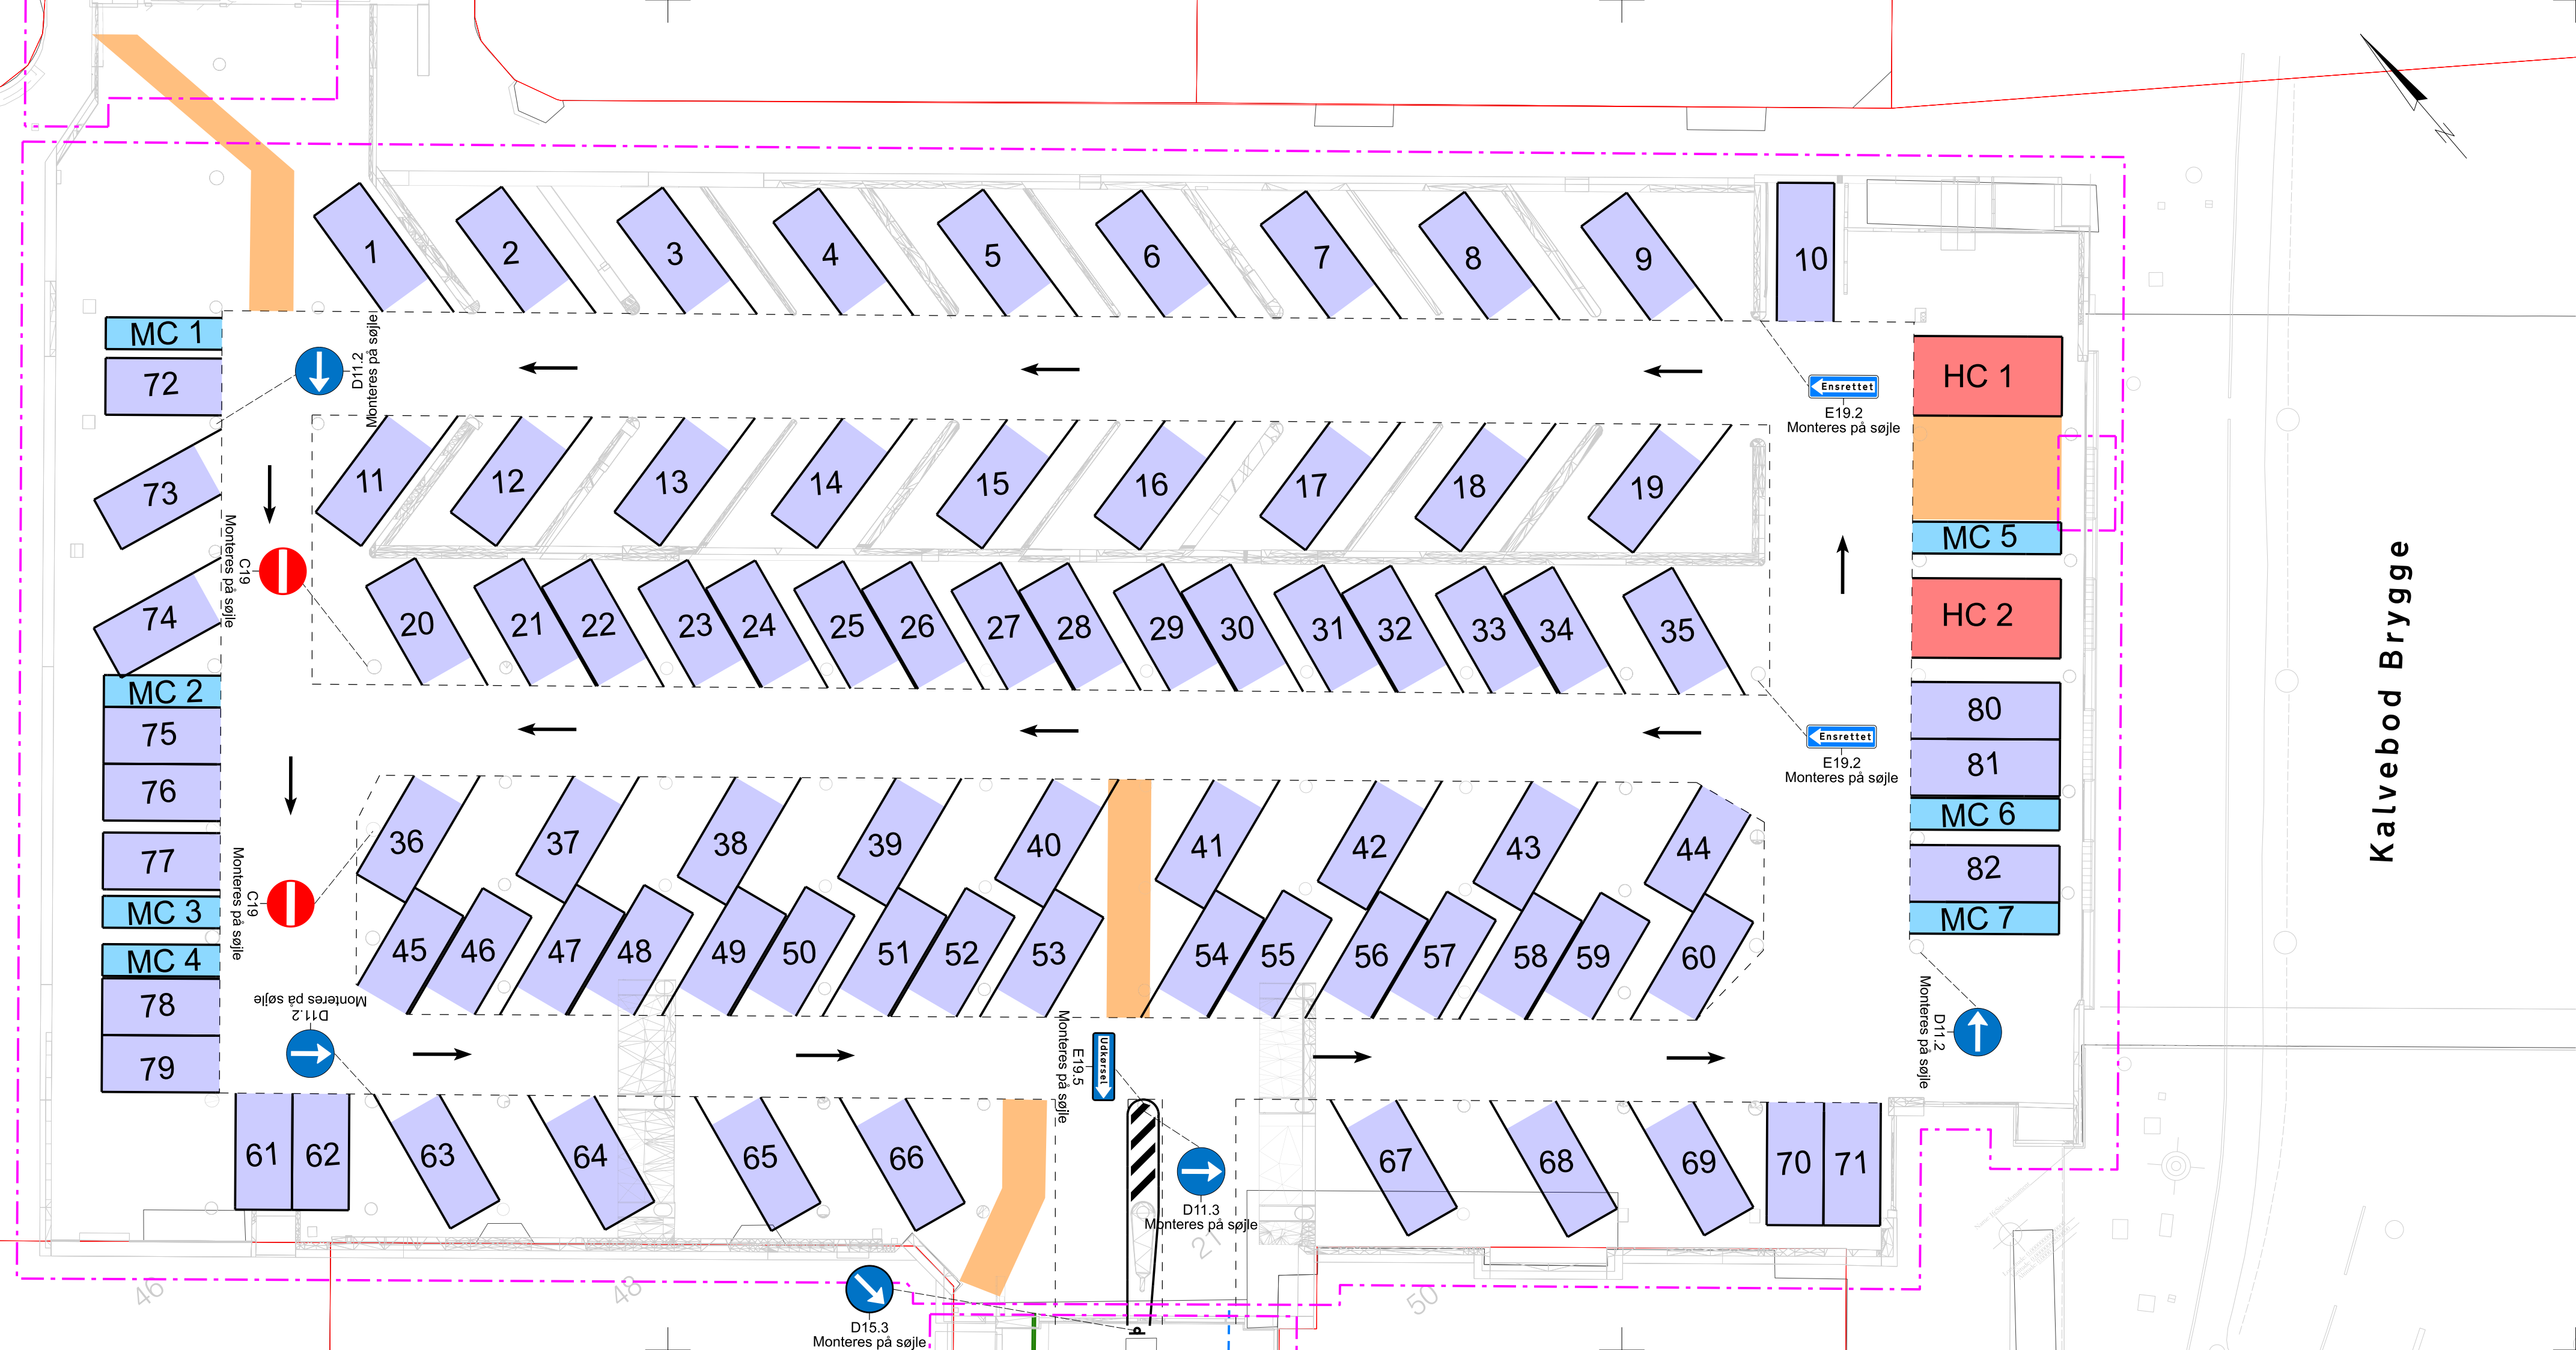 1 2 3 4 5 6 7 8 9 10
MC 1
72
D11.2
Monteres på søjle
Ensrettet
E19.2
Monteres på søjle
HC 1
73
11 12 13 14 15 16 17 18 19
MC 5
C19
Monteres på søjle
74
20 21 22 23 24 25 26 27 28 29 30 31 32 33 34 35
HC 2
MC 2
75
76
Ensrettet
E19.2
Monteres på søjle
80
81
MC 6
77
36 37 38 39 40 41 42 43 44
82
MC 3
C19
Monteres på søjle
MC 7
MC 4
45 46 47 48 49 50 51 52 53 54 55 56 57 58 59 60
78
79
D11.2
Monteres på søjle
Udkørsel
E19.5
Monteres på søjle
D11.2
Monteres på søjle
61 62 63 64 65 66 67 68 69 70 71
D11.3
Monteres på søjle
21
46
48
50
D15.3
Monteres på søjle
Kalvebod Brygge
N